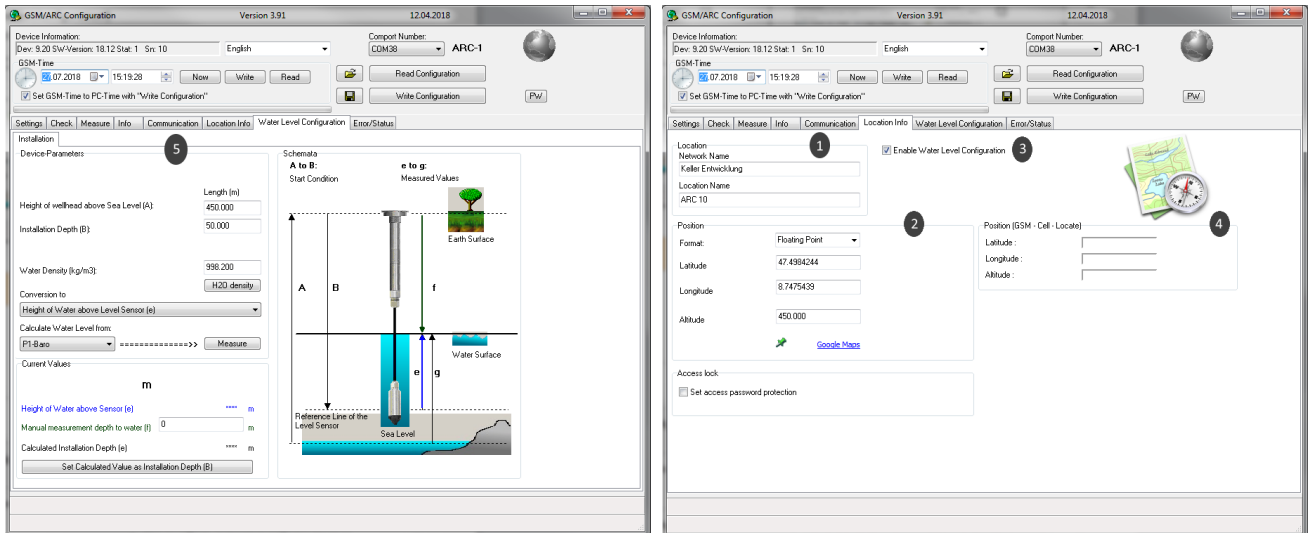 GSM/ARC Configuration Version 3.91 12.04.2018
Device Information:
Dev: 9.20 SW-Version: 18.12 Stat: 1 Sn: 10 English
Comport Number:
COM38 ARC-1
GSM-Time
27.07.2018 15:19:28 Now Write Read
Read Configuration
Set GSM-Time to PC-Time with "Write Configuration"
Write Configuration PW
Settings Check Measure Info Communication Location Info Water Level Configuration Error/Status
Installation
5
Device-Parameters
Length (m)
Height of wellhead above Sea Level (A): 450.000
Installation Depth (B): 50.000
Water Density (kg/m3): 998.200
H2O density
Conversion to
Height of Water above Level Sensor (e)
Calculate Water Level from:
P1-Baro ==============>> Measure
Current Values
m
Height of Water above Sensor (e) **** m
Manual measurement depth to water (f) 0 m
Calculated Installation Depth (e) **** m
Set Calculated Value as Installation Depth (B)
Schemata
A to B: e to g:
Start Condition Measured Values
Earth Surface
A B f
Water Surface
e g
Reference Line of the
Level Sensor
Sea Level
GSM/ARC Configuration Version 3.91 12.04.2018
Device Information:
Dev: 9.20 SW-Version: 18.12 Stat: 1 Sn: 10 English
Comport Number:
COM38 ARC-1
GSM-Time
27.07.2018 15:19:28 Now Write Read
Read Configuration
Set GSM-Time to PC-Time with "Write Configuration"
Write Configuration PW
Settings Check Measure Info Communication Location Info Water Level Configuration Error/Status
Location
1
Network Name
Keller Entwicklung
Location Name
ARC 10
Enable Water Level Configuration 3
Position
2
Format: Floating Point
Latitude 47.4984244
Longitude 8.7475439
Altitude 450.000
Google Maps
Position (GSM - Cell - Locate)
4
Latitude :
Longitude :
Altitude :
Access lock
Set access password protection